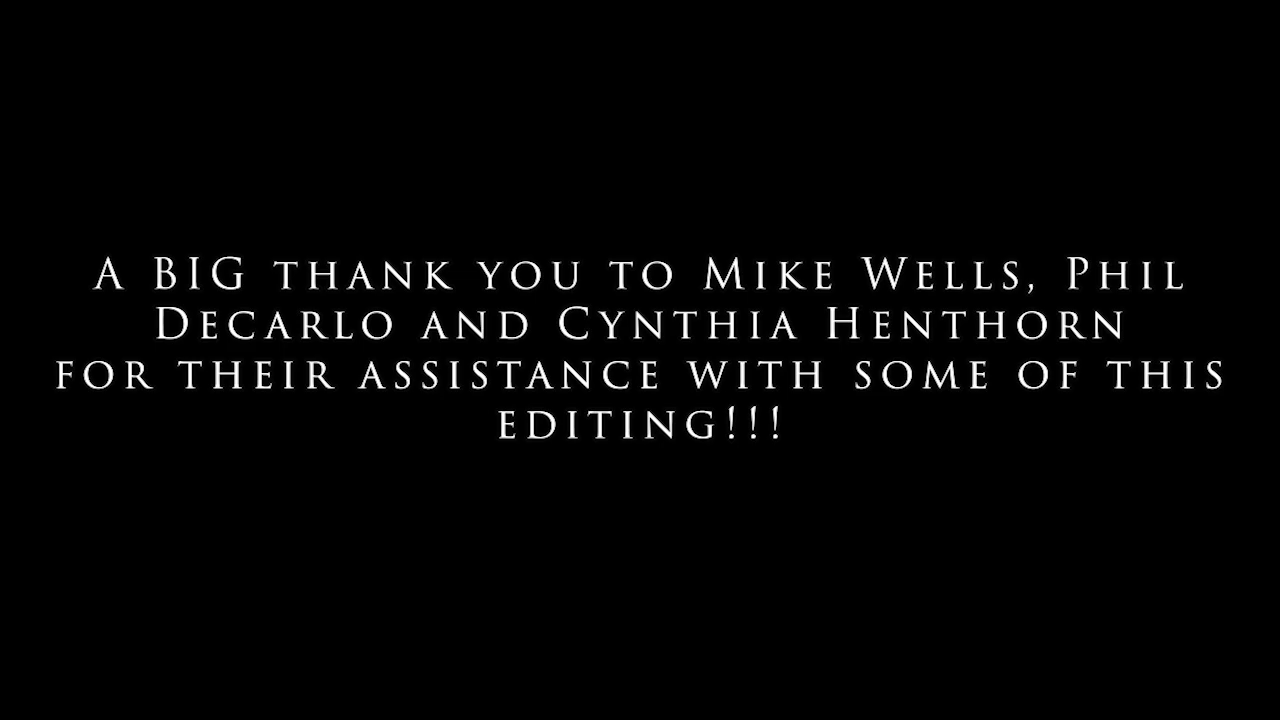 A BIG thank you to Mike Wells, Phil
Decarlo and Cynthia Henthorn
for their assistance with some of this
editing!!!